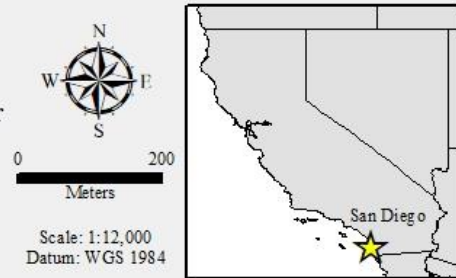 N
W E
S
0 200
Meters
Scale: 1:12,000
Datum: WGS 1984
San Diego